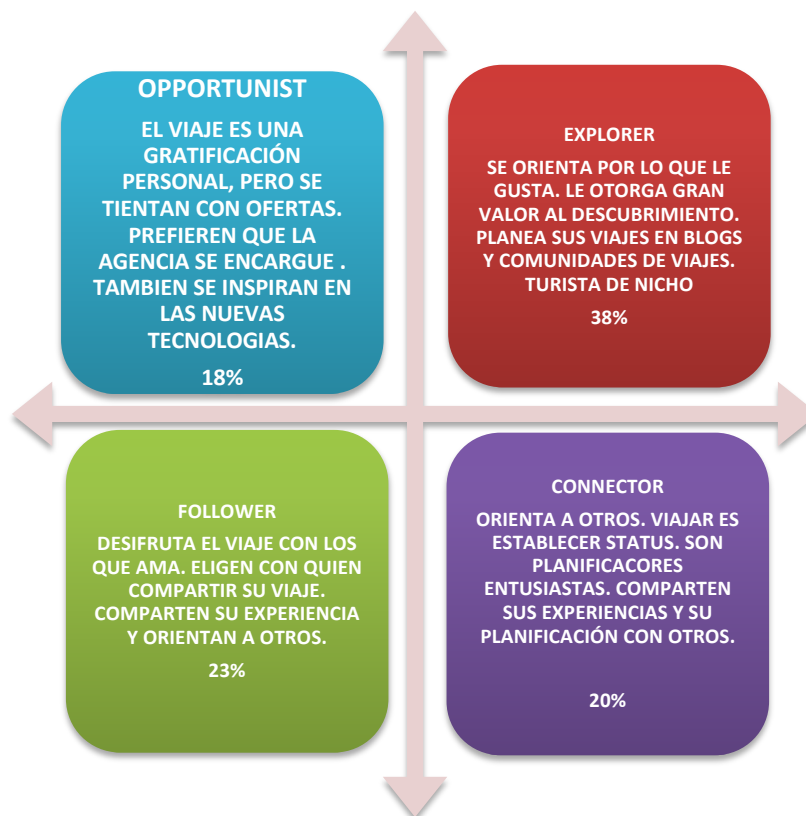 OPPORTUNIST
EL VIAJE ES UNA
GRATIFICACIÓN
PERSONAL, PERO SE
TIENTAN CON OFERTAS.
PREFIEREN QUE LA
AGENCIA SE ENCARGUE .
TAMBIEN SE INSPIRAN EN
LAS NUEVAS
TECNOLOGIAS.
18%
EXPLORER
SE ORIENTA POR LO QUE LE
GUSTA. LE OTORGA GRAN
VALOR AL DESCUBRIMIENTO.
PLANEA SUS VIAJES EN BLOGS
Y COMUNIDADES DE VIAJES.
TURISTA DE NICHO
38%
FOLLOWER
DESIFRUTA EL VIAJE CON LOS
QUE AMA. ELIGEN CON QUIEN
COMPARTIR SU VIAJE.
COMPARTEN SU EXPERIENCIA
Y ORIENTAN A OTROS.
23%
CONNECTOR
ORIENTA A OTROS. VIAJAR ES
ESTABLECER STATUS. SON
PLANIFICACORES
ENTUSIASTAS. COMPARTEN
SUS EXPERIENCIAS Y SU
PLANIFICACIÓN CON OTROS.
20%